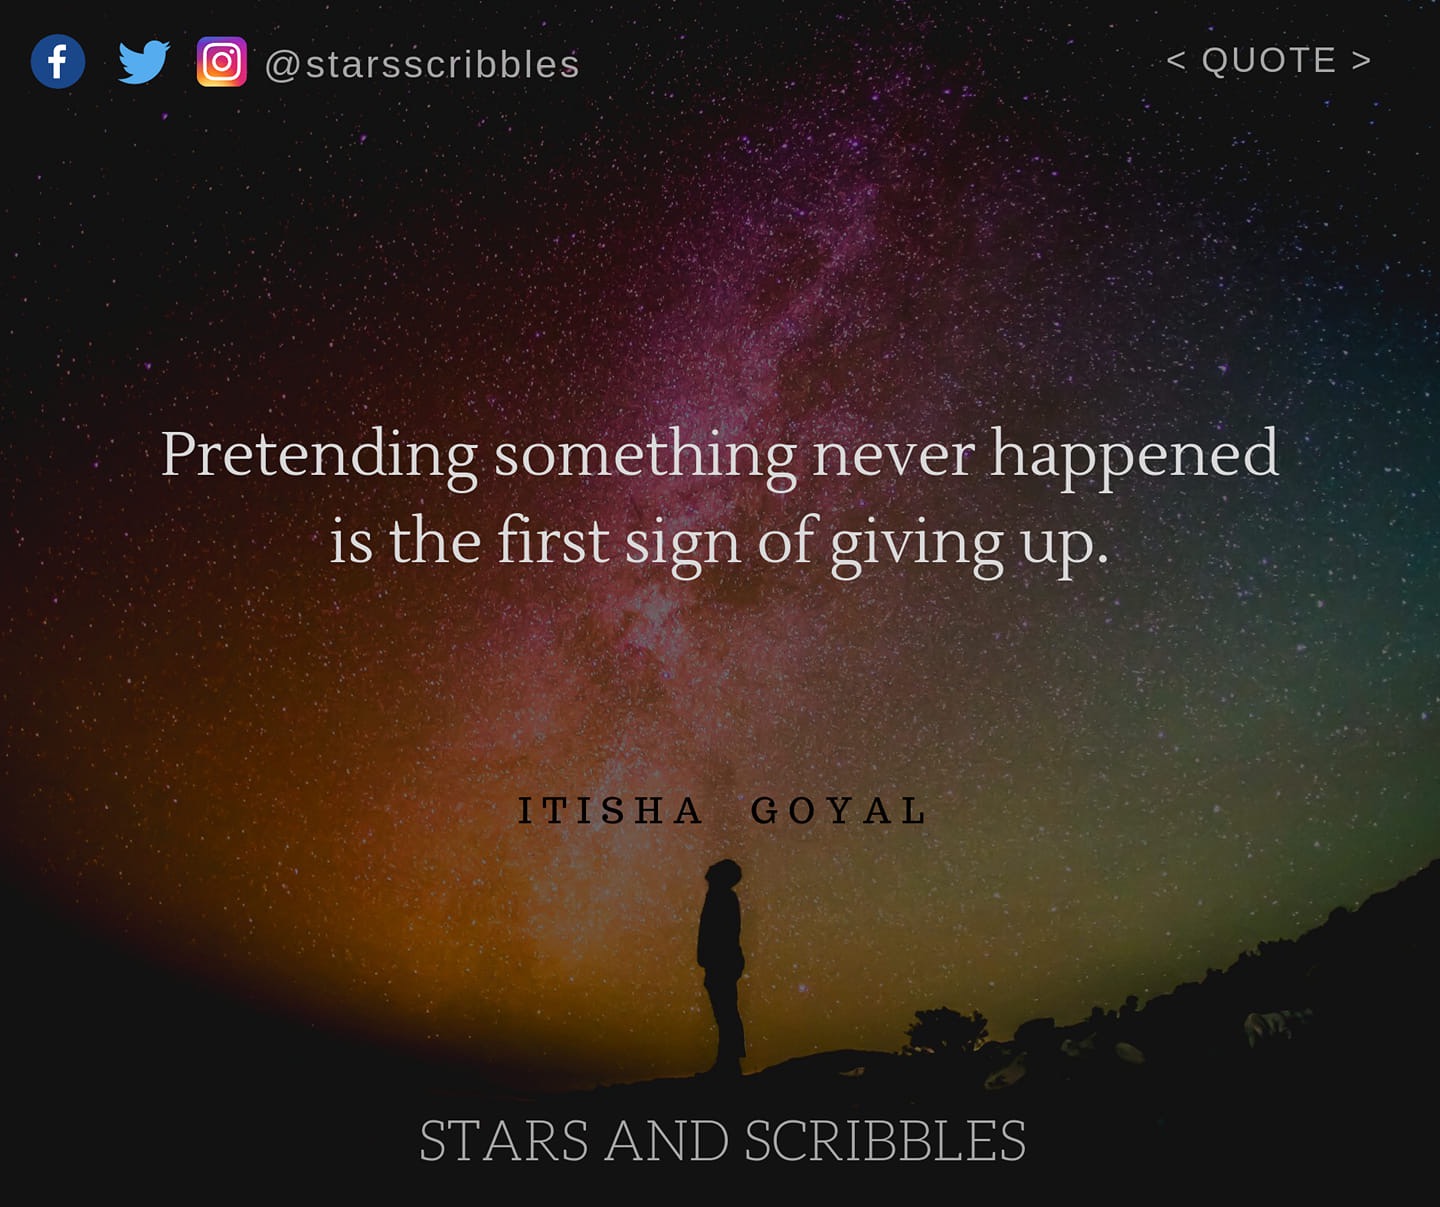 @starsscribbles
< QUOTE >
Pretending something never happened
is the first sign of giving up.
ITISHA GOYAL
STARS AND SCRIBBLES